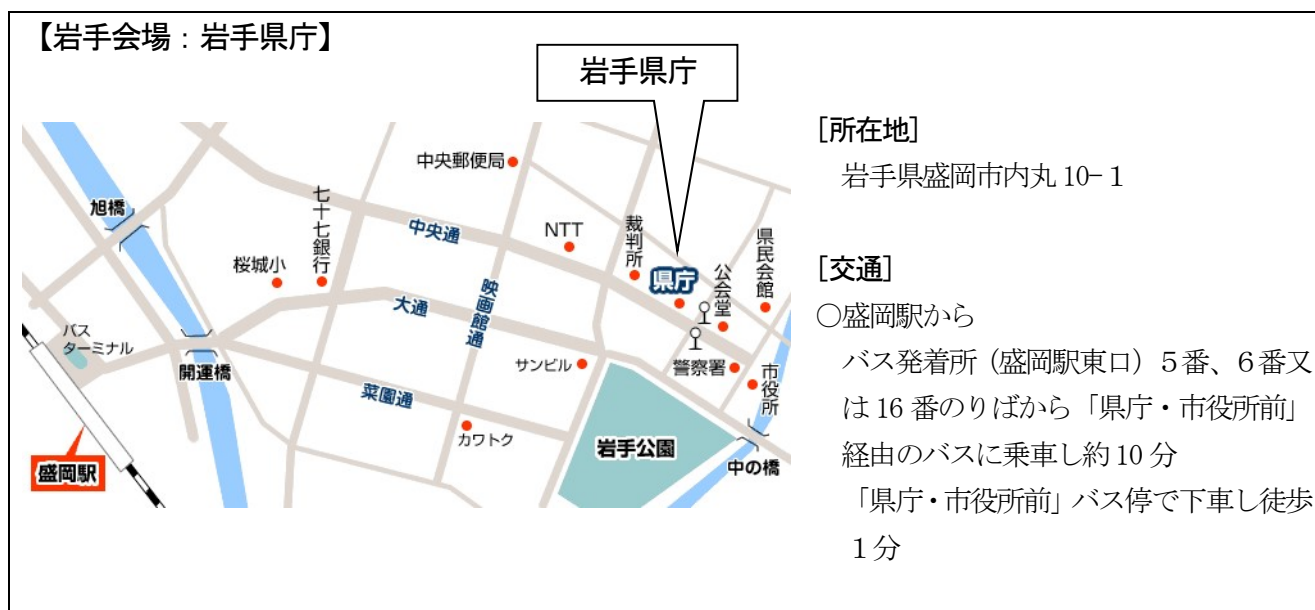 【岩手会場：岩手県庁】
岩手県庁
中央郵便局
旭橋
七十七銀行
中央通
NTT
裁判所
県民会館
桜城小
県庁
公会堂
映画館通
大通
バス
ターミナル
開運橋
サンビル
警察署
市役所
菜園通
カワトク
岩手公園
中の橋
盛岡駅
［所在地］
岩手県盛岡市内丸 10-１
［交通］
○盛岡駅から
バス発着所（盛岡駅東口）５番、６番又
は 16 番のりばから「県庁・市役所前」
経由のバスに乗車し約 10 分
「県庁・市役所前」バス停で下車し徒歩
１分